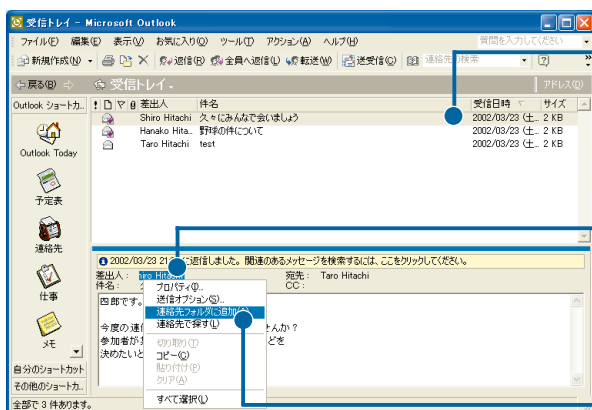 受信トレイ - Microsoft Outlook
ファイル(F) 編集(E) 表示(V) お気に入り(O) ツール(T) アクション(A) ヘルプ(H) 質問を入力してください
新規作成(N) 返信(R) 全員へ返信(L) 転送(W) 送受信(C) 連絡先の検索
戻る(B) 受信トレイ. アドレス(D)
Outlook ショートカ... 差出人 件名 受信日時 サイズ
Shiro Hitachi 久々にみんなで会いましょう 2002/03/23 (土... 2 KB
Hanako Hita... 野球の件について 2002/03/23 (土... 2 KB
Taro Hitachi test 2002/03/23 (土... 2 KB
Outlook Today
予定表
連絡先
仕事
メモ
自分のショートカット
その他のショートカ...
2002/03/23 21 に返信しました。関連のあるメッセージを検索するには、ここをクリックしてください。
差出人: 宛先: Taro Hitachi
件名: CC:
四郎です。
今度の連 せんか?
参加者が どを
決めたいと
プロパティ(I)...
送信オプション(S)...
連絡先フォルダに追加
連絡先で探す(L)
切り取り(T)
コピー(C)
貼り付け(P)
クリア(A)
すべて選択(L)
全部で 3 件あります。